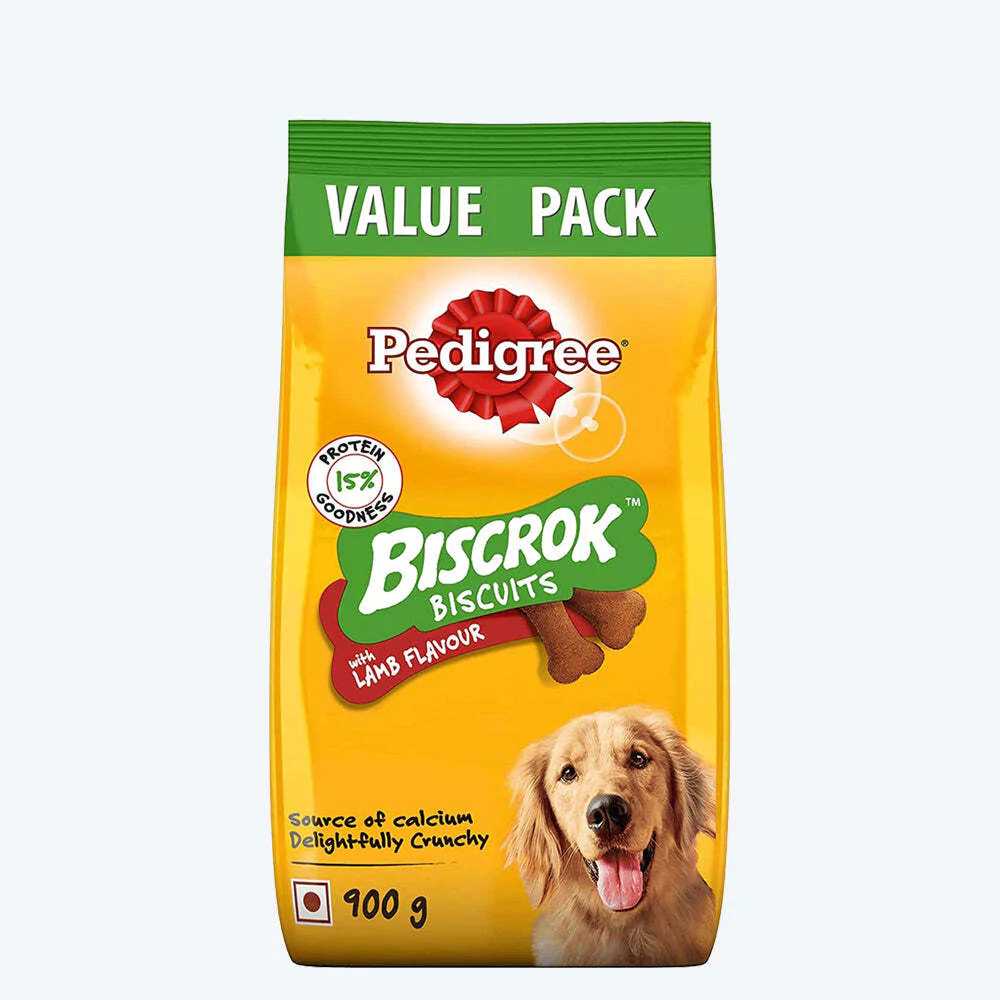 VALUE PACK
Pedigree®
PROTEIN
15%
GOODNESS
BISCROK™
BISCUITS
with
LAMB FLAVOUR
Source of calcium
Delightfully Crunchy
900 g